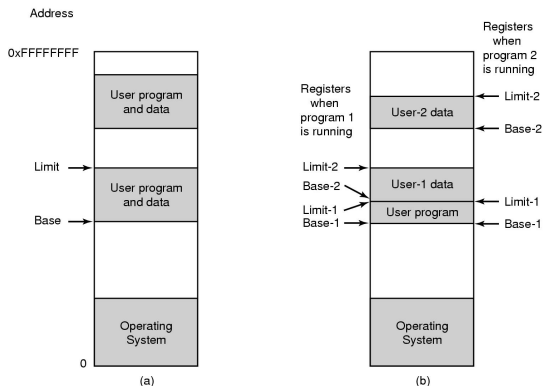 Address
0xFFFFFFFF
User program
and data
Limit
User program
and data
Base
Operating
System
0
(a)
Registers
when
program 1
is running
Registers
when
program 2
is running
Limit-2
User-2 data
Base-2
Limit-2
User-1 data
Base-2
Limit-1
Limit-1
User program
Base-1
Base-1
Operating
System
(b)